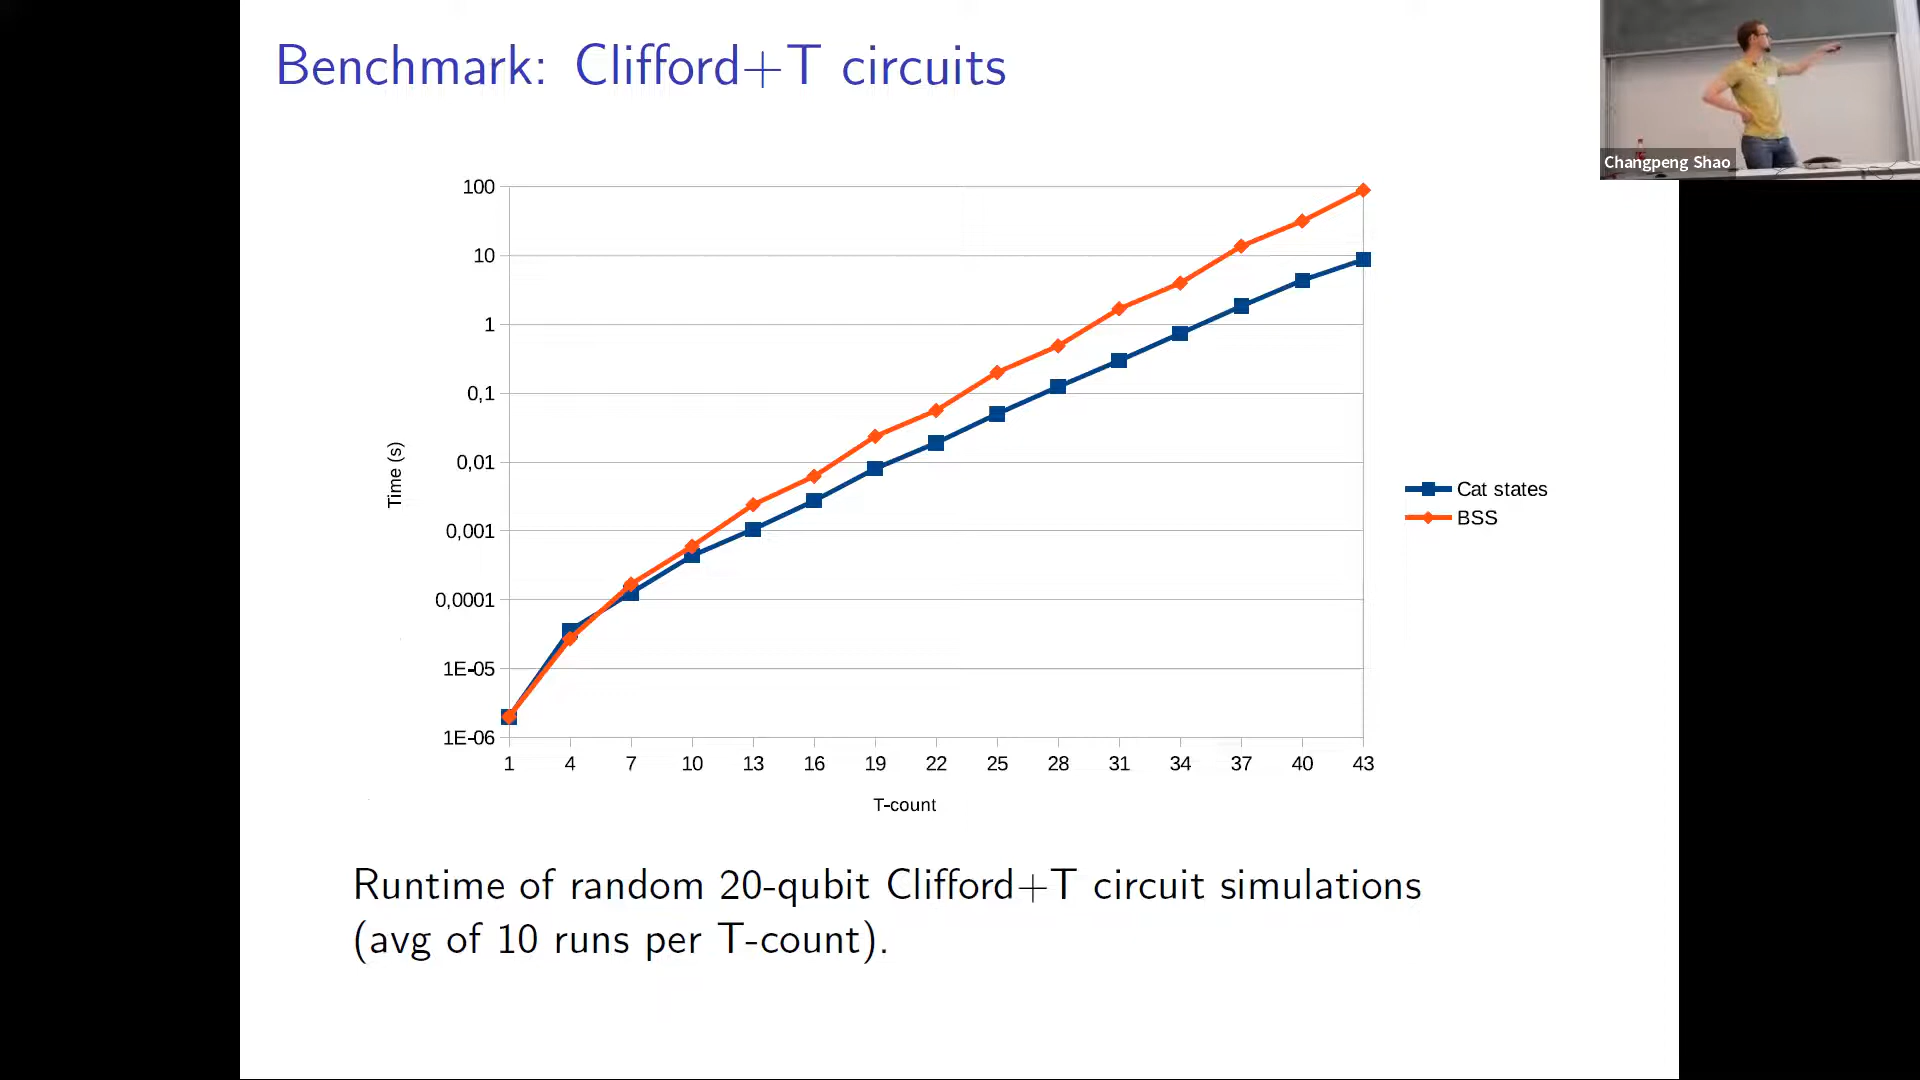 Benchmark: Clifford+T circuits
Changpeng Shao
100
10
1
0,1
0,01
0,001
0,0001
1E-05
1E-06
Time (s)
1 4 7 10 13 16 19 22 25 28 31 34 37 40 43
T-count
Cat states
BSS
Runtime of random 20-qubit Clifford+T circuit simulations
(avg of 10 runs per T-count).